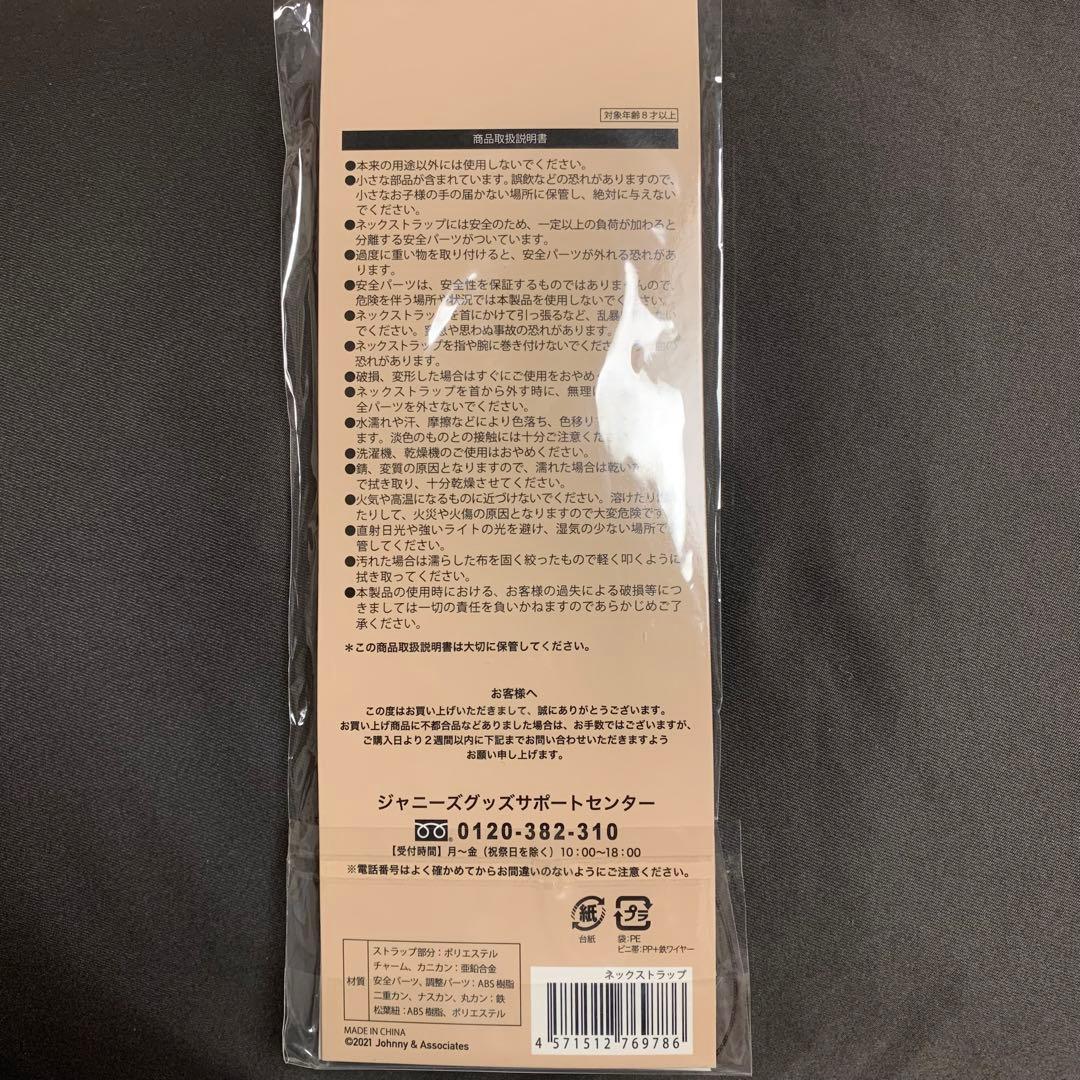 対象年齢8才以上
商品取扱説明書
●本来の用途以外には使用しないでください。
●小さな部品が含まれています。誤飲などの恐れがありますので、
小さなお子様の手の届かない場所に保管し、絶対に与えない
でください。
●ネックストラップには安全のため、一定以上の負荷が加わると
分離する安全パーツがついています。
●過度に重い物を取り付けると、安全パーツが外れる恐れがあ
ります。
●安全パーツは、安全性を保証するものではありませんので、
危険を伴う場所や状況では本製品を使用しないでください。
●ネックストラップを首にかけて引っ張るなど、乱暴に
でください。窒息や思わぬ事故の恐れがあります。
●ネックストラップを指や腕に巻き付けないでくださ
恐れがあります。
●破損、変形した場合はすぐにご使用をおやめ
●ネックストラップを首から外す時に、無理に
全パーツを外さないでください。
●水濡れや汗、摩擦などにより色落ち、色移り
ます。淡色のものとの接触には十分ご注意くだ
●洗濯機、乾燥機のご使用はおやめください。
●錆、変質の原因となりますので、濡れた場合は乾いた
で拭き取り、十分乾燥させてください。
●火気や高温になるものに近づけないでください。溶けたり
たりして、火災や火傷の原因となりますので大変危険です。
●直射日光や強いライトの光を避け、湿気の少ない場所で
管してください。
●汚れた場合は濡らした布を固く絞ったもので軽く叩くように
拭き取ってください。
●本製品の使用時における、お客様の過失による破損等につ
きましては一切の責任を負いかねますのであらかじめご了
承ください。
＊この商品取扱説明書は大切に保管してください。
お客様へ
この度はお買い上げいただきまして、誠にありがとうございます。
お買い上げ商品に不都合品などありました場合は、お手数ではございますが、
ご購入日より2週間以内に下記までお問い合わせいただきますよう
お願い申し上げます。
ジャニーズグッズサポートセンター
0120-382-310
【受付時間】月〜金（祝祭日を除く）10:00〜18:00
※電話番号はよく確かめてからお間違いのないようにご注意ください。
紙 プラ
台紙 袋:PE
ビニ帯:PP+鉄ワイヤー
材質
ストラップ部分：ポリエステル
チャーム、カニカン：亜鉛合金
安全パーツ、調整パーツ：ABS樹脂
二重カン、ナスカン、丸カン：鉄
松葉紐：ABS樹脂、ポリエステル
MADE IN CHINA
©2021 Johnny & Associates
ネックストラップ
4 571512 769786